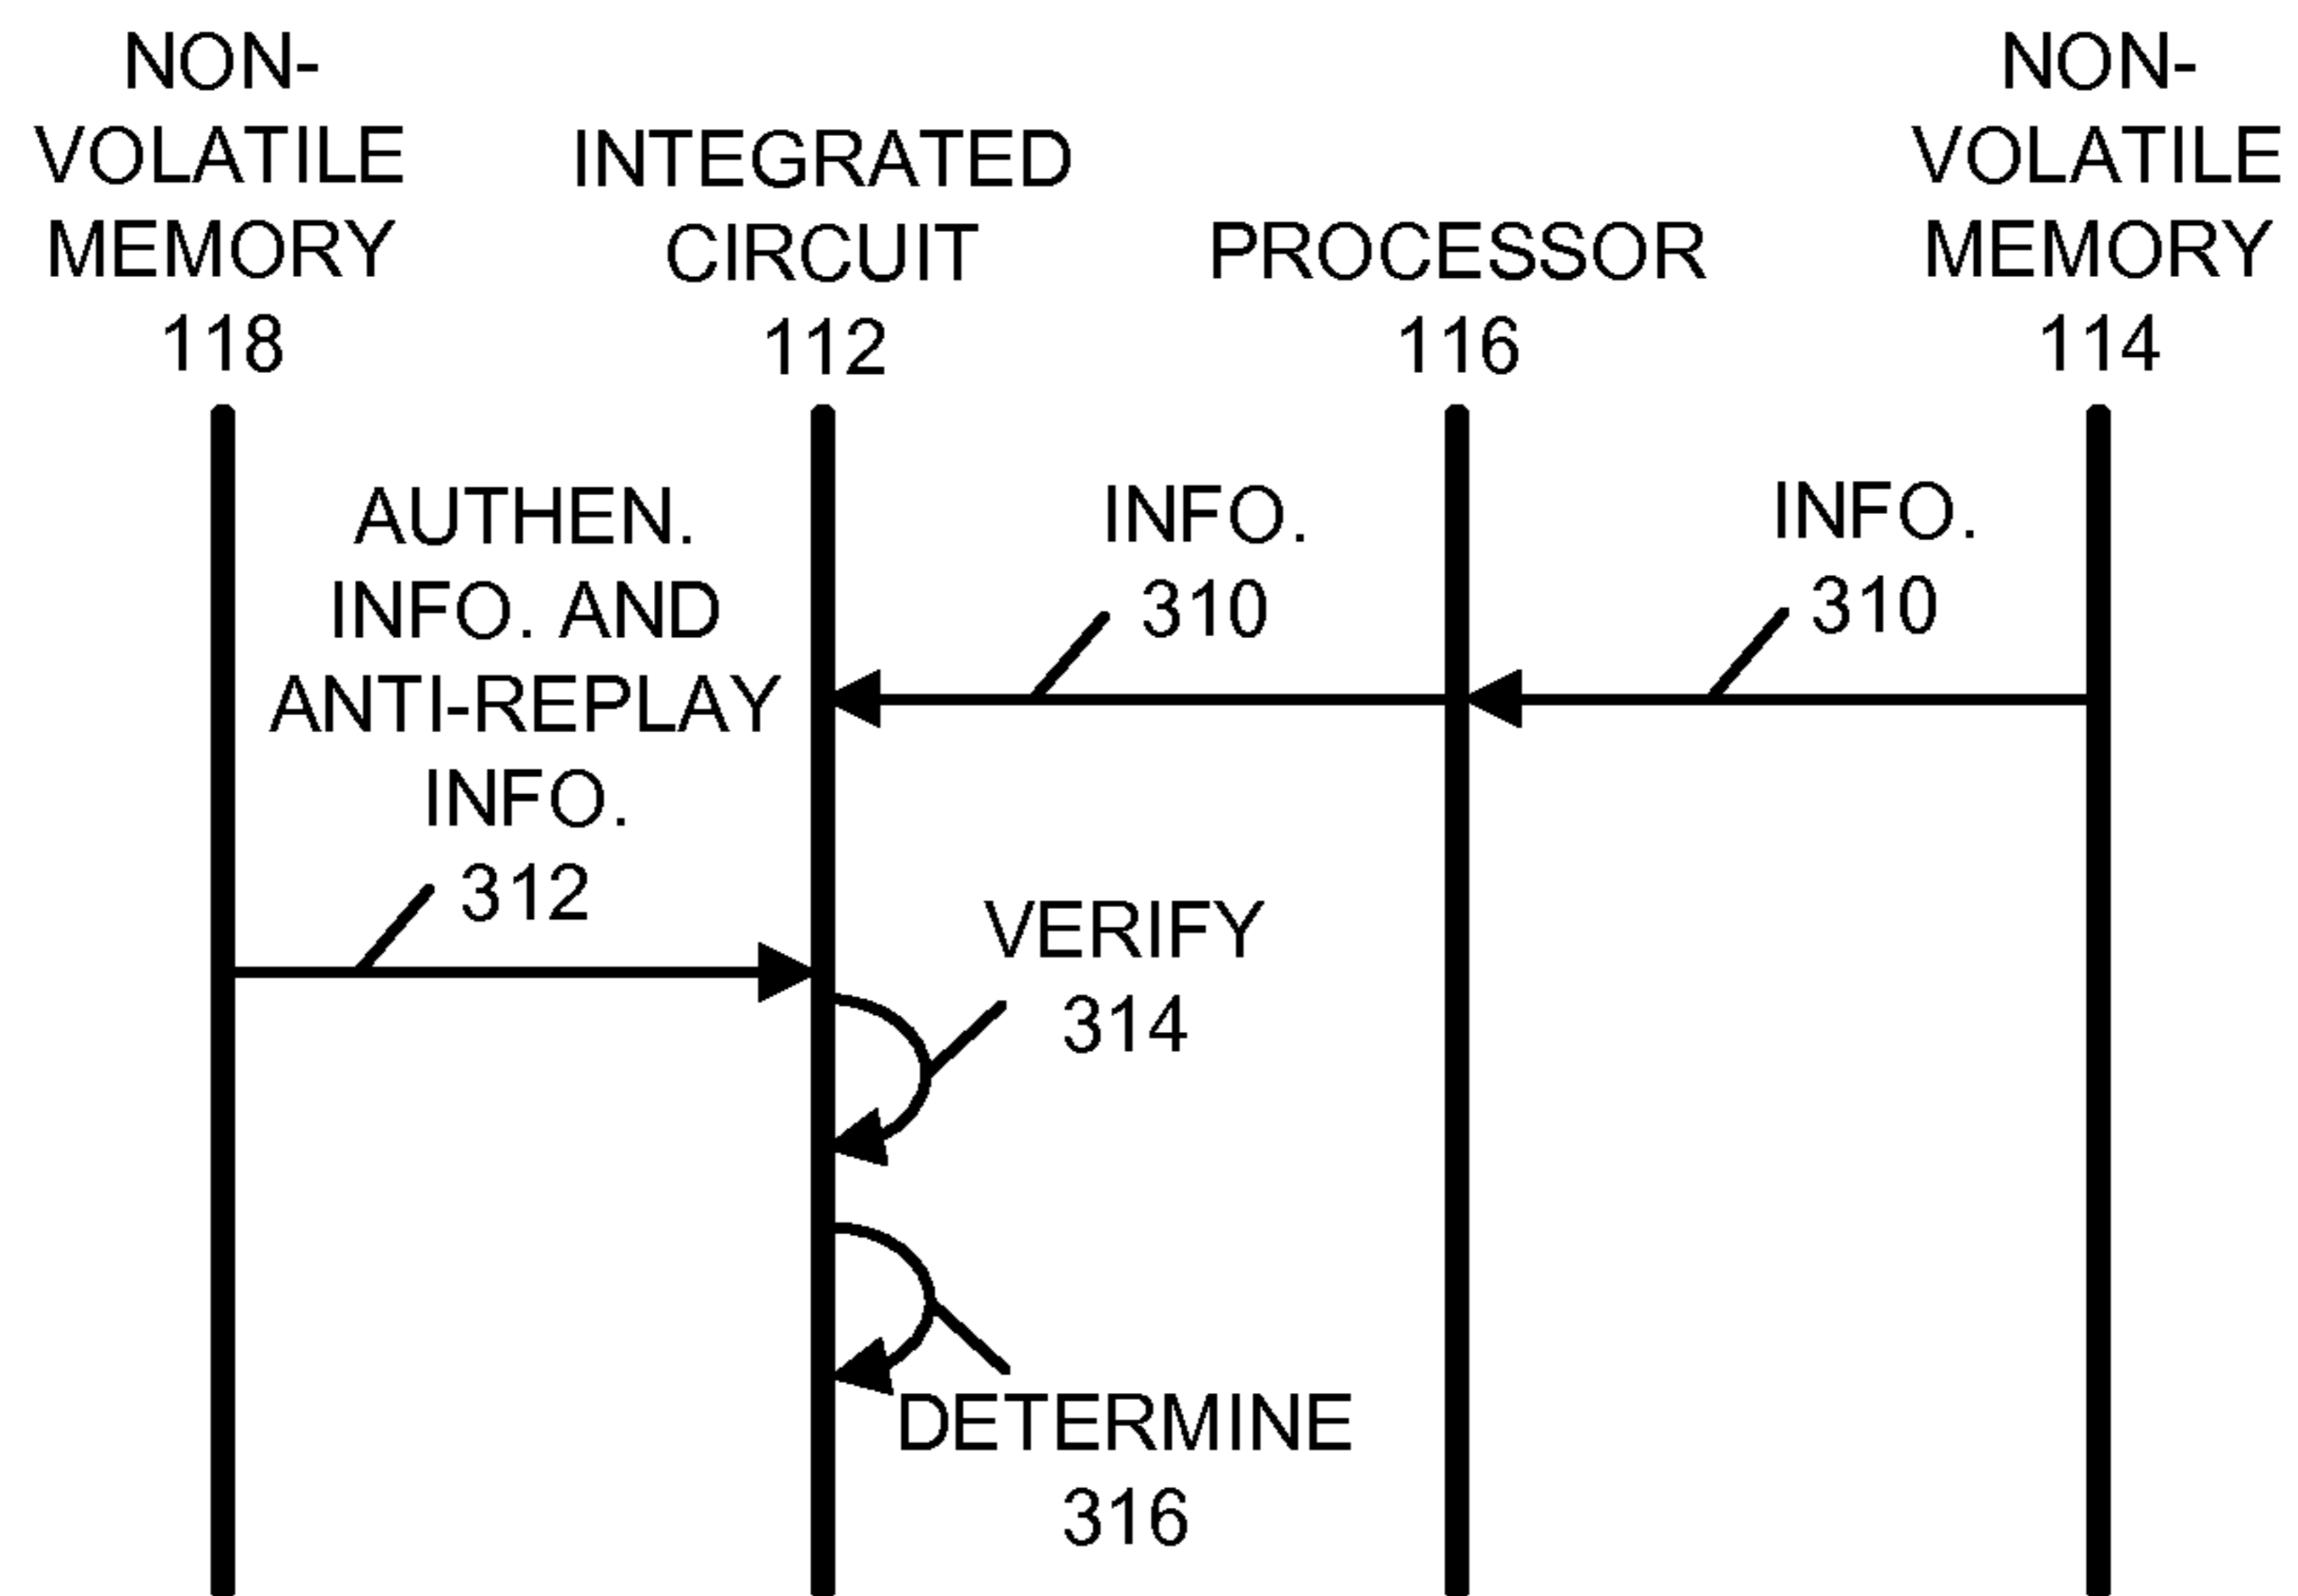 NON-
VOLATILE
MEMORY
118
INTEGRATED
CIRCUIT
112
PROCESSOR
116
NON-
VOLATILE
MEMORY
114
AUTHEN.
INFO. AND
ANTI-REPLAY
INFO.
312
INFO.
310
INFO.
310
VERIFY
314
DETERMINE
316